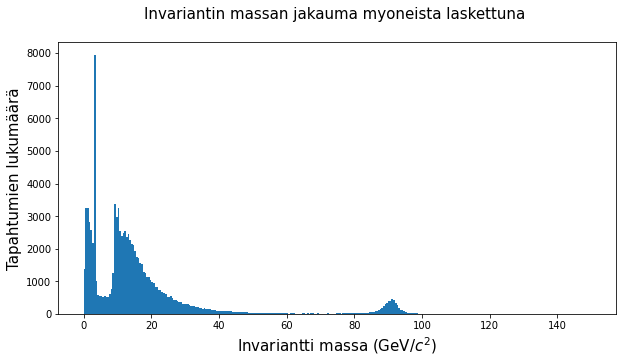 Invariantin massan jakauma myoneista laskettuna
Tapahtumien lukumäärä
8000
7000
6000
5000
4000
3000
2000
1000
0
0 20 40 60 80 100 120 140
Invariantti massa (GeV/c²)